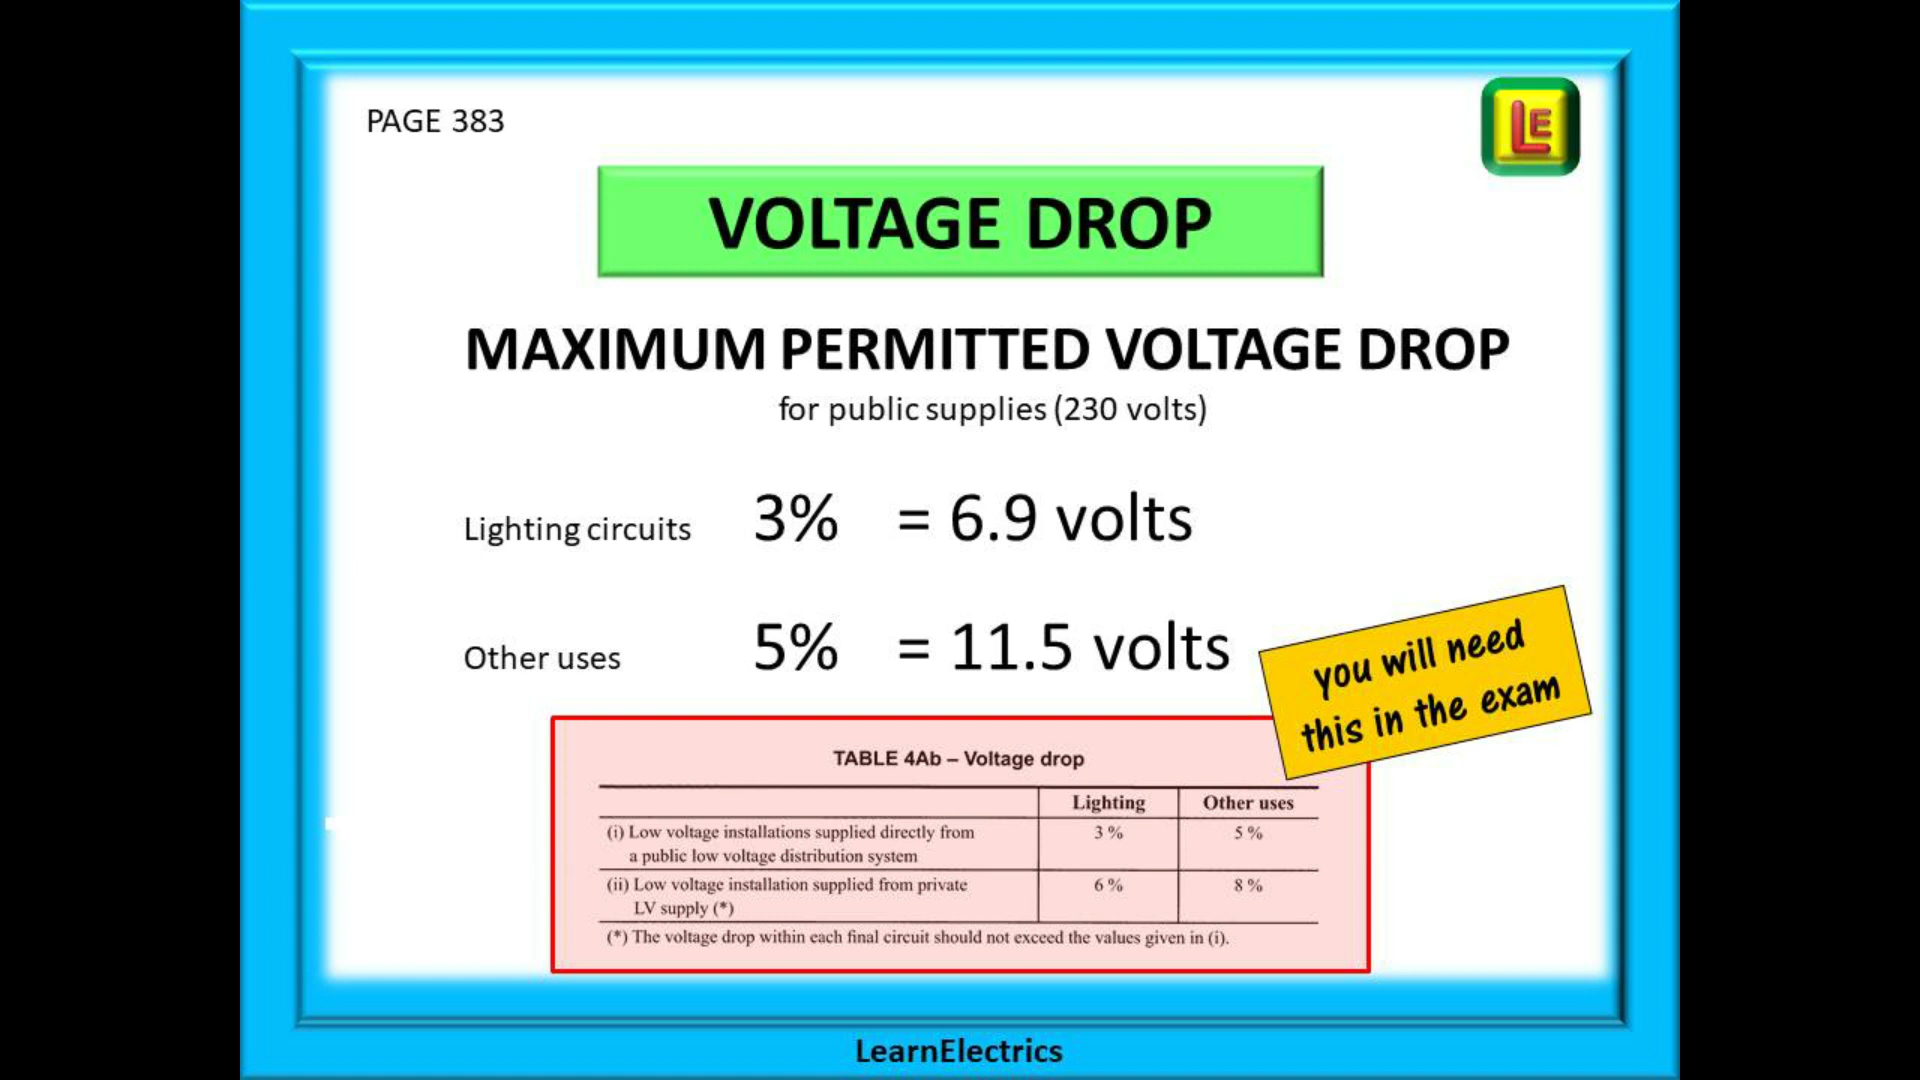 PAGE 383
LE
VOLTAGE DROP
MAXIMUM PERMITTED VOLTAGE DROP
for public supplies (230 volts)
Lighting circuits 3% = 6.9 volts
Other uses 5% = 11.5 volts
you will need
this in the exam
TABLE 4Ab – Voltage drop
Lighting Other uses
(i) Low voltage installations supplied directly from 3 % 5 %
a public low voltage distribution system
(ii) Low voltage installation supplied from private 6 % 8 %
LV supply (*)
(*) The voltage drop within each final circuit should not exceed the values given in (i).
LearnElectrics